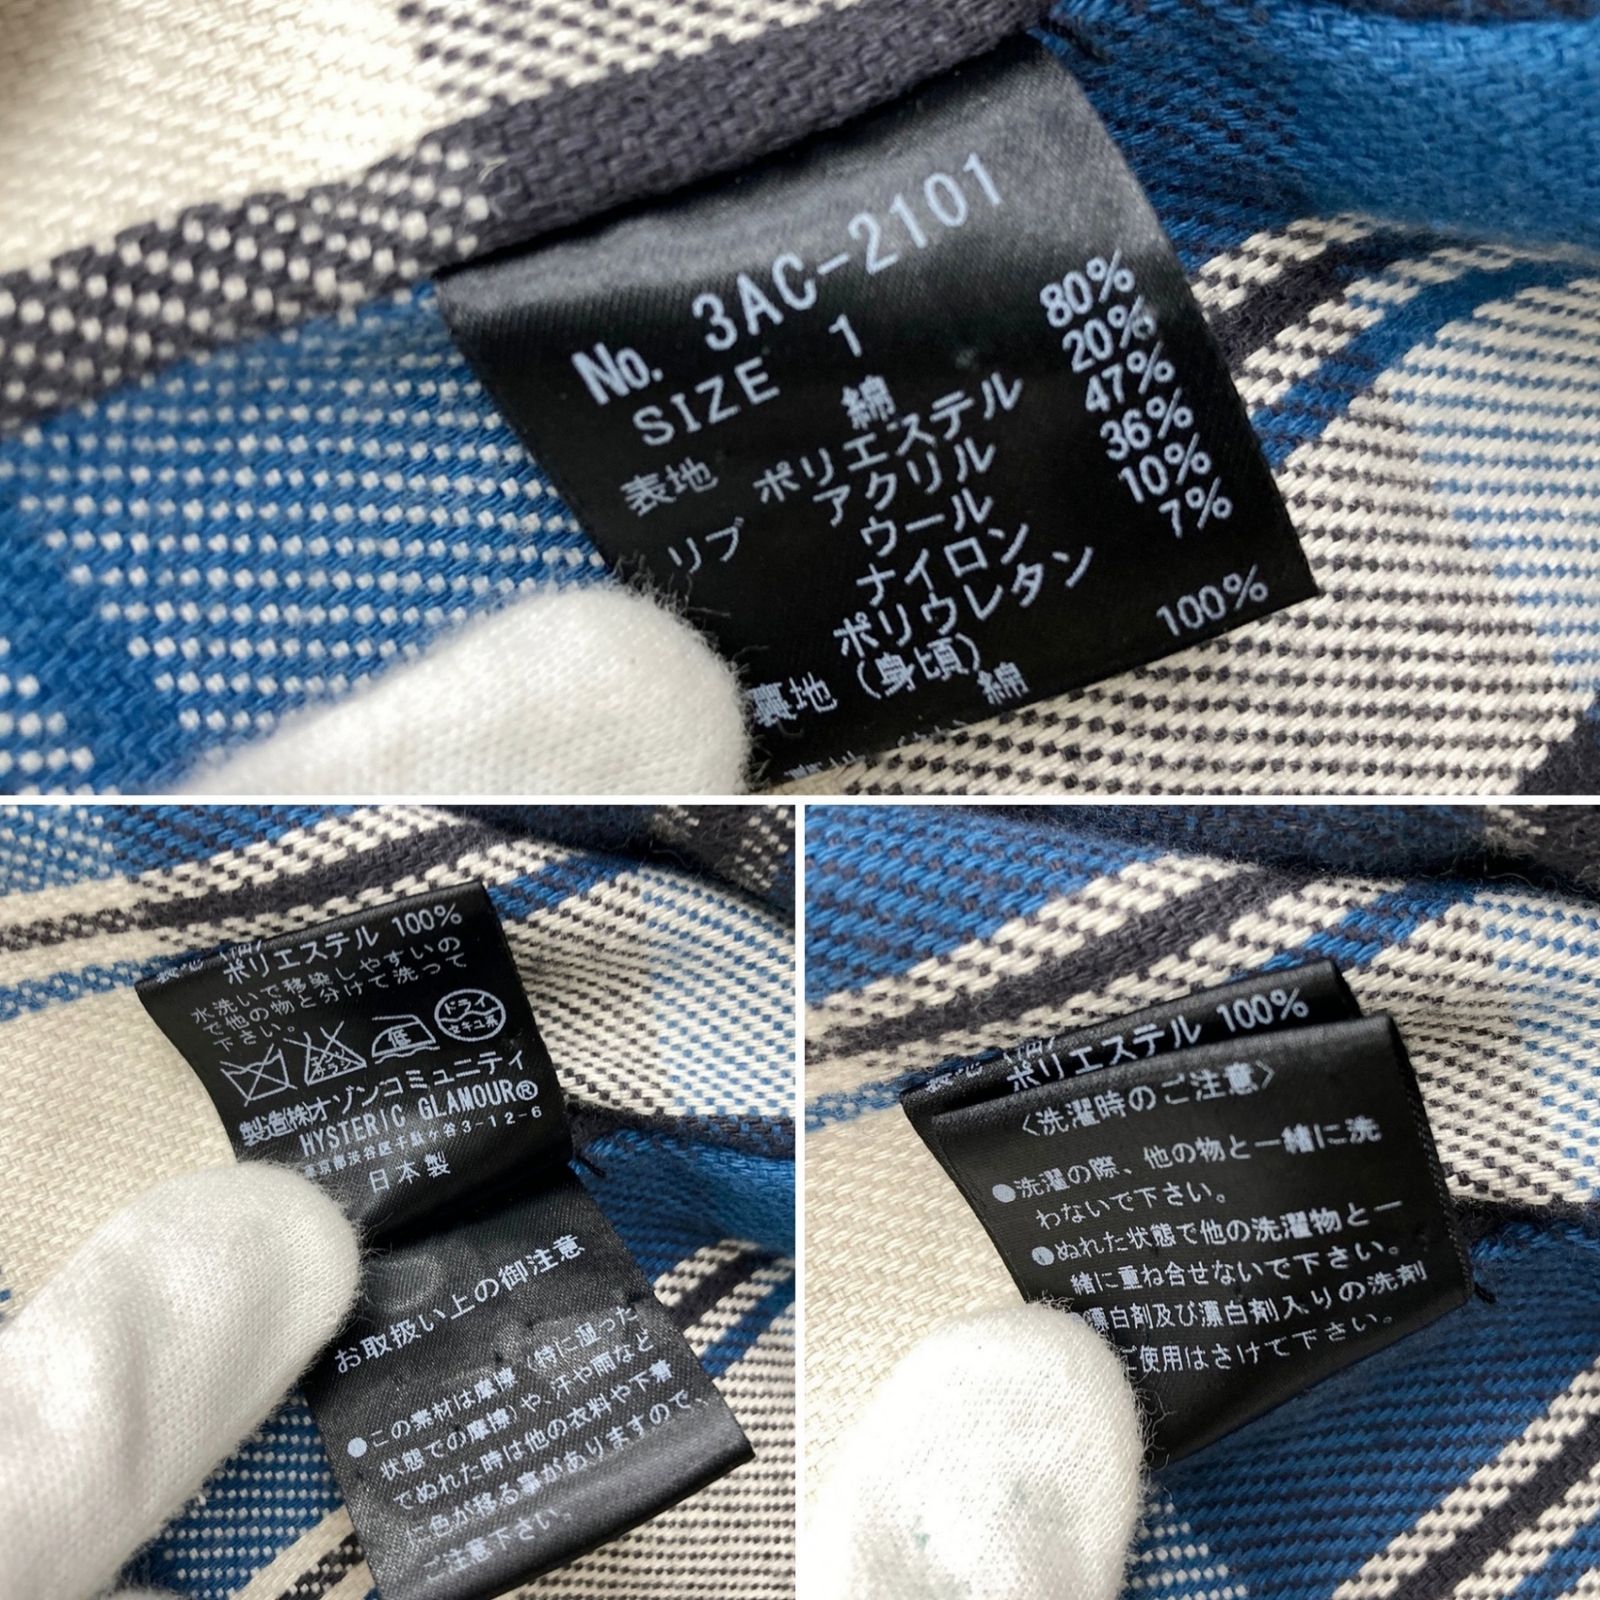 No. 3AC-2101
SIZE 1
表地 綿 80%
ポリエステル 20%
リブ アクリル 47%
ウール 36%
ナイロン 10%
ポリウレタン 7%
裏地 (身頃)
綿 100%
ポリエステル 100%
水洗いで移染しやすいの
で他の物と分けて洗って
下さい。
エンソ
サラシ
低
ドライ
セキユ系
製造㈱オゾンコミュニティ
HYSTERIC GLAMOUR®
東京都渋谷区千駄ヶ谷3-12-6
日本製
お取扱い上の御注意
●この素材は摩擦(特に湿った
状態での摩擦)や、汗や雨など
でぬれた時は他の衣料や下着
に色が移る事がありますので、
ご注意下さい。
ポリエステル 100%
〈洗濯時のご注意〉
●洗濯の際、他の物と一緒に洗
わないで下さい。
●ぬれた状態で他の洗濯物と一
緒に重ね合せないで下さい。
漂白剤及び漂白剤入りの洗剤
ご使用はさけて下さい。